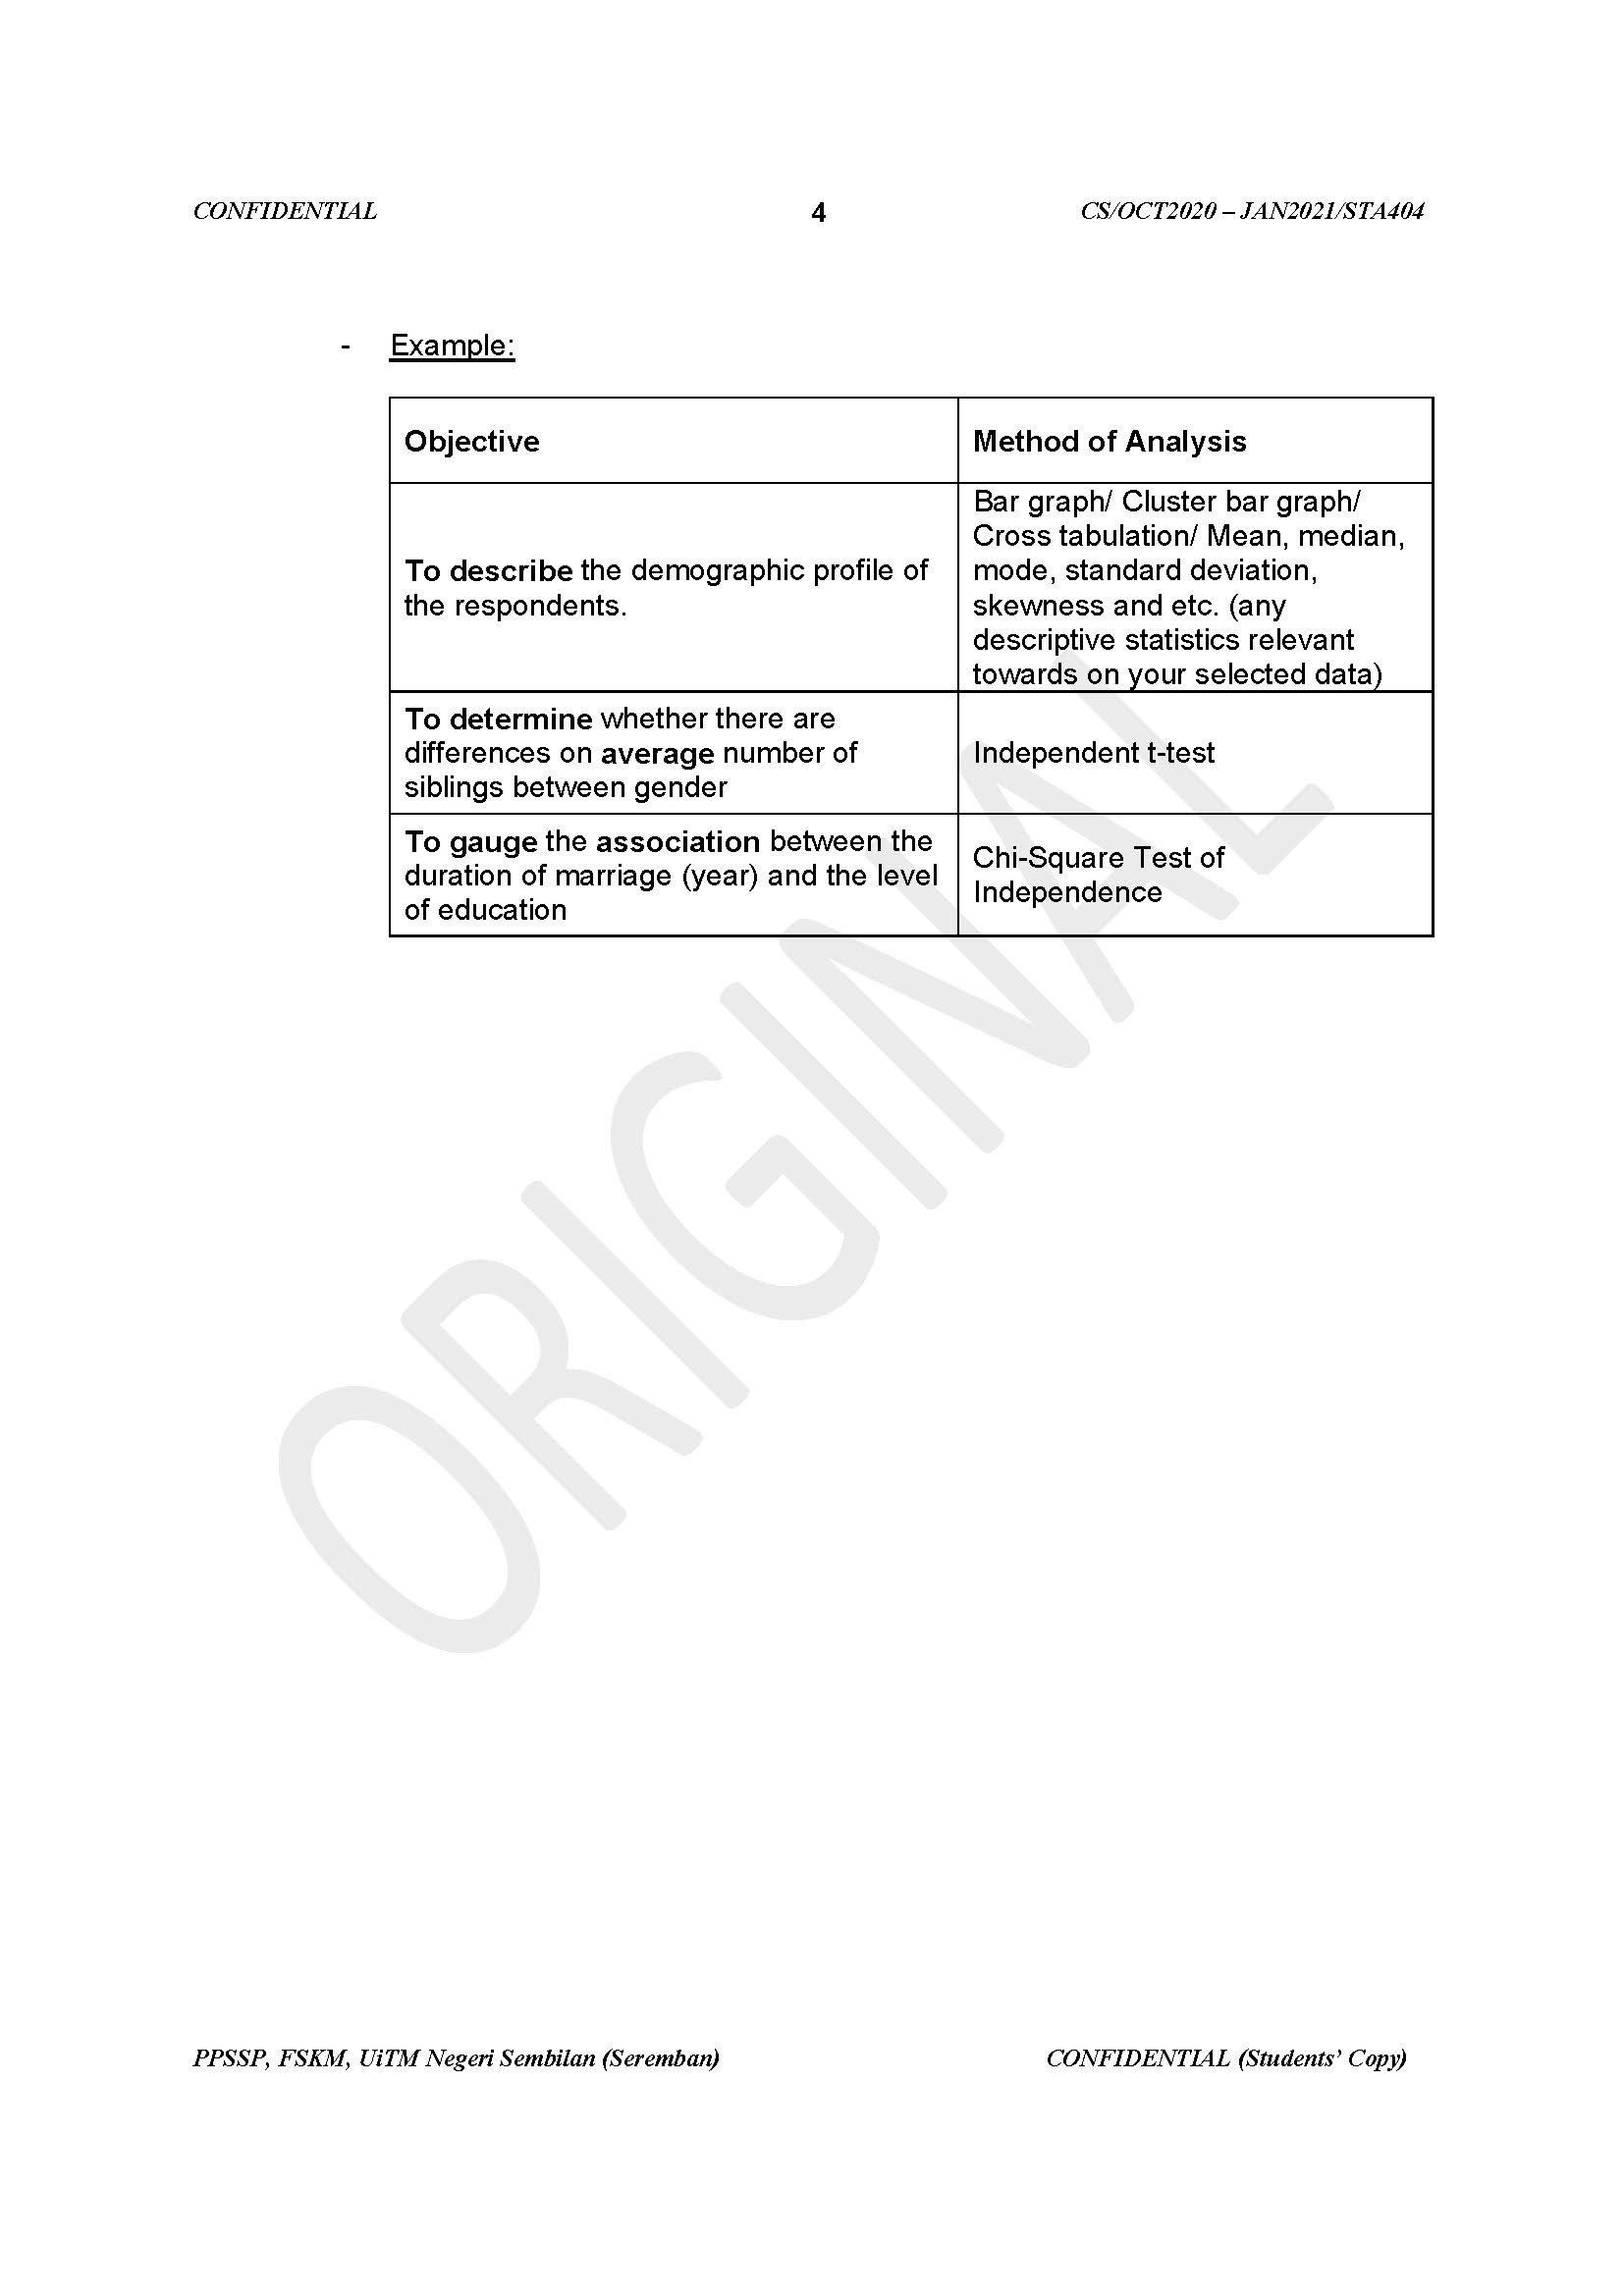 CONFIDENTIAL 4 CS/OCT2020 – JAN2021/STA404
- Example:
Objective
Method of Analysis
To describe the demographic profile of
the respondents.
Bar graph/ Cluster bar graph/
Cross tabulation/ Mean, median,
mode, standard deviation,
skewness and etc. (any
descriptive statistics relevant
towards on your selected data)
To determine whether there are
differences on average number of
siblings between gender
Independent t-test
To gauge the association between the
duration of marriage (year) and the level
of education
Chi-Square Test of
Independence
ORIGINAL
PPSSP, FSKM, UiTM Negeri Sembilan (Seremban) CONFIDENTIAL (Students’ Copy)